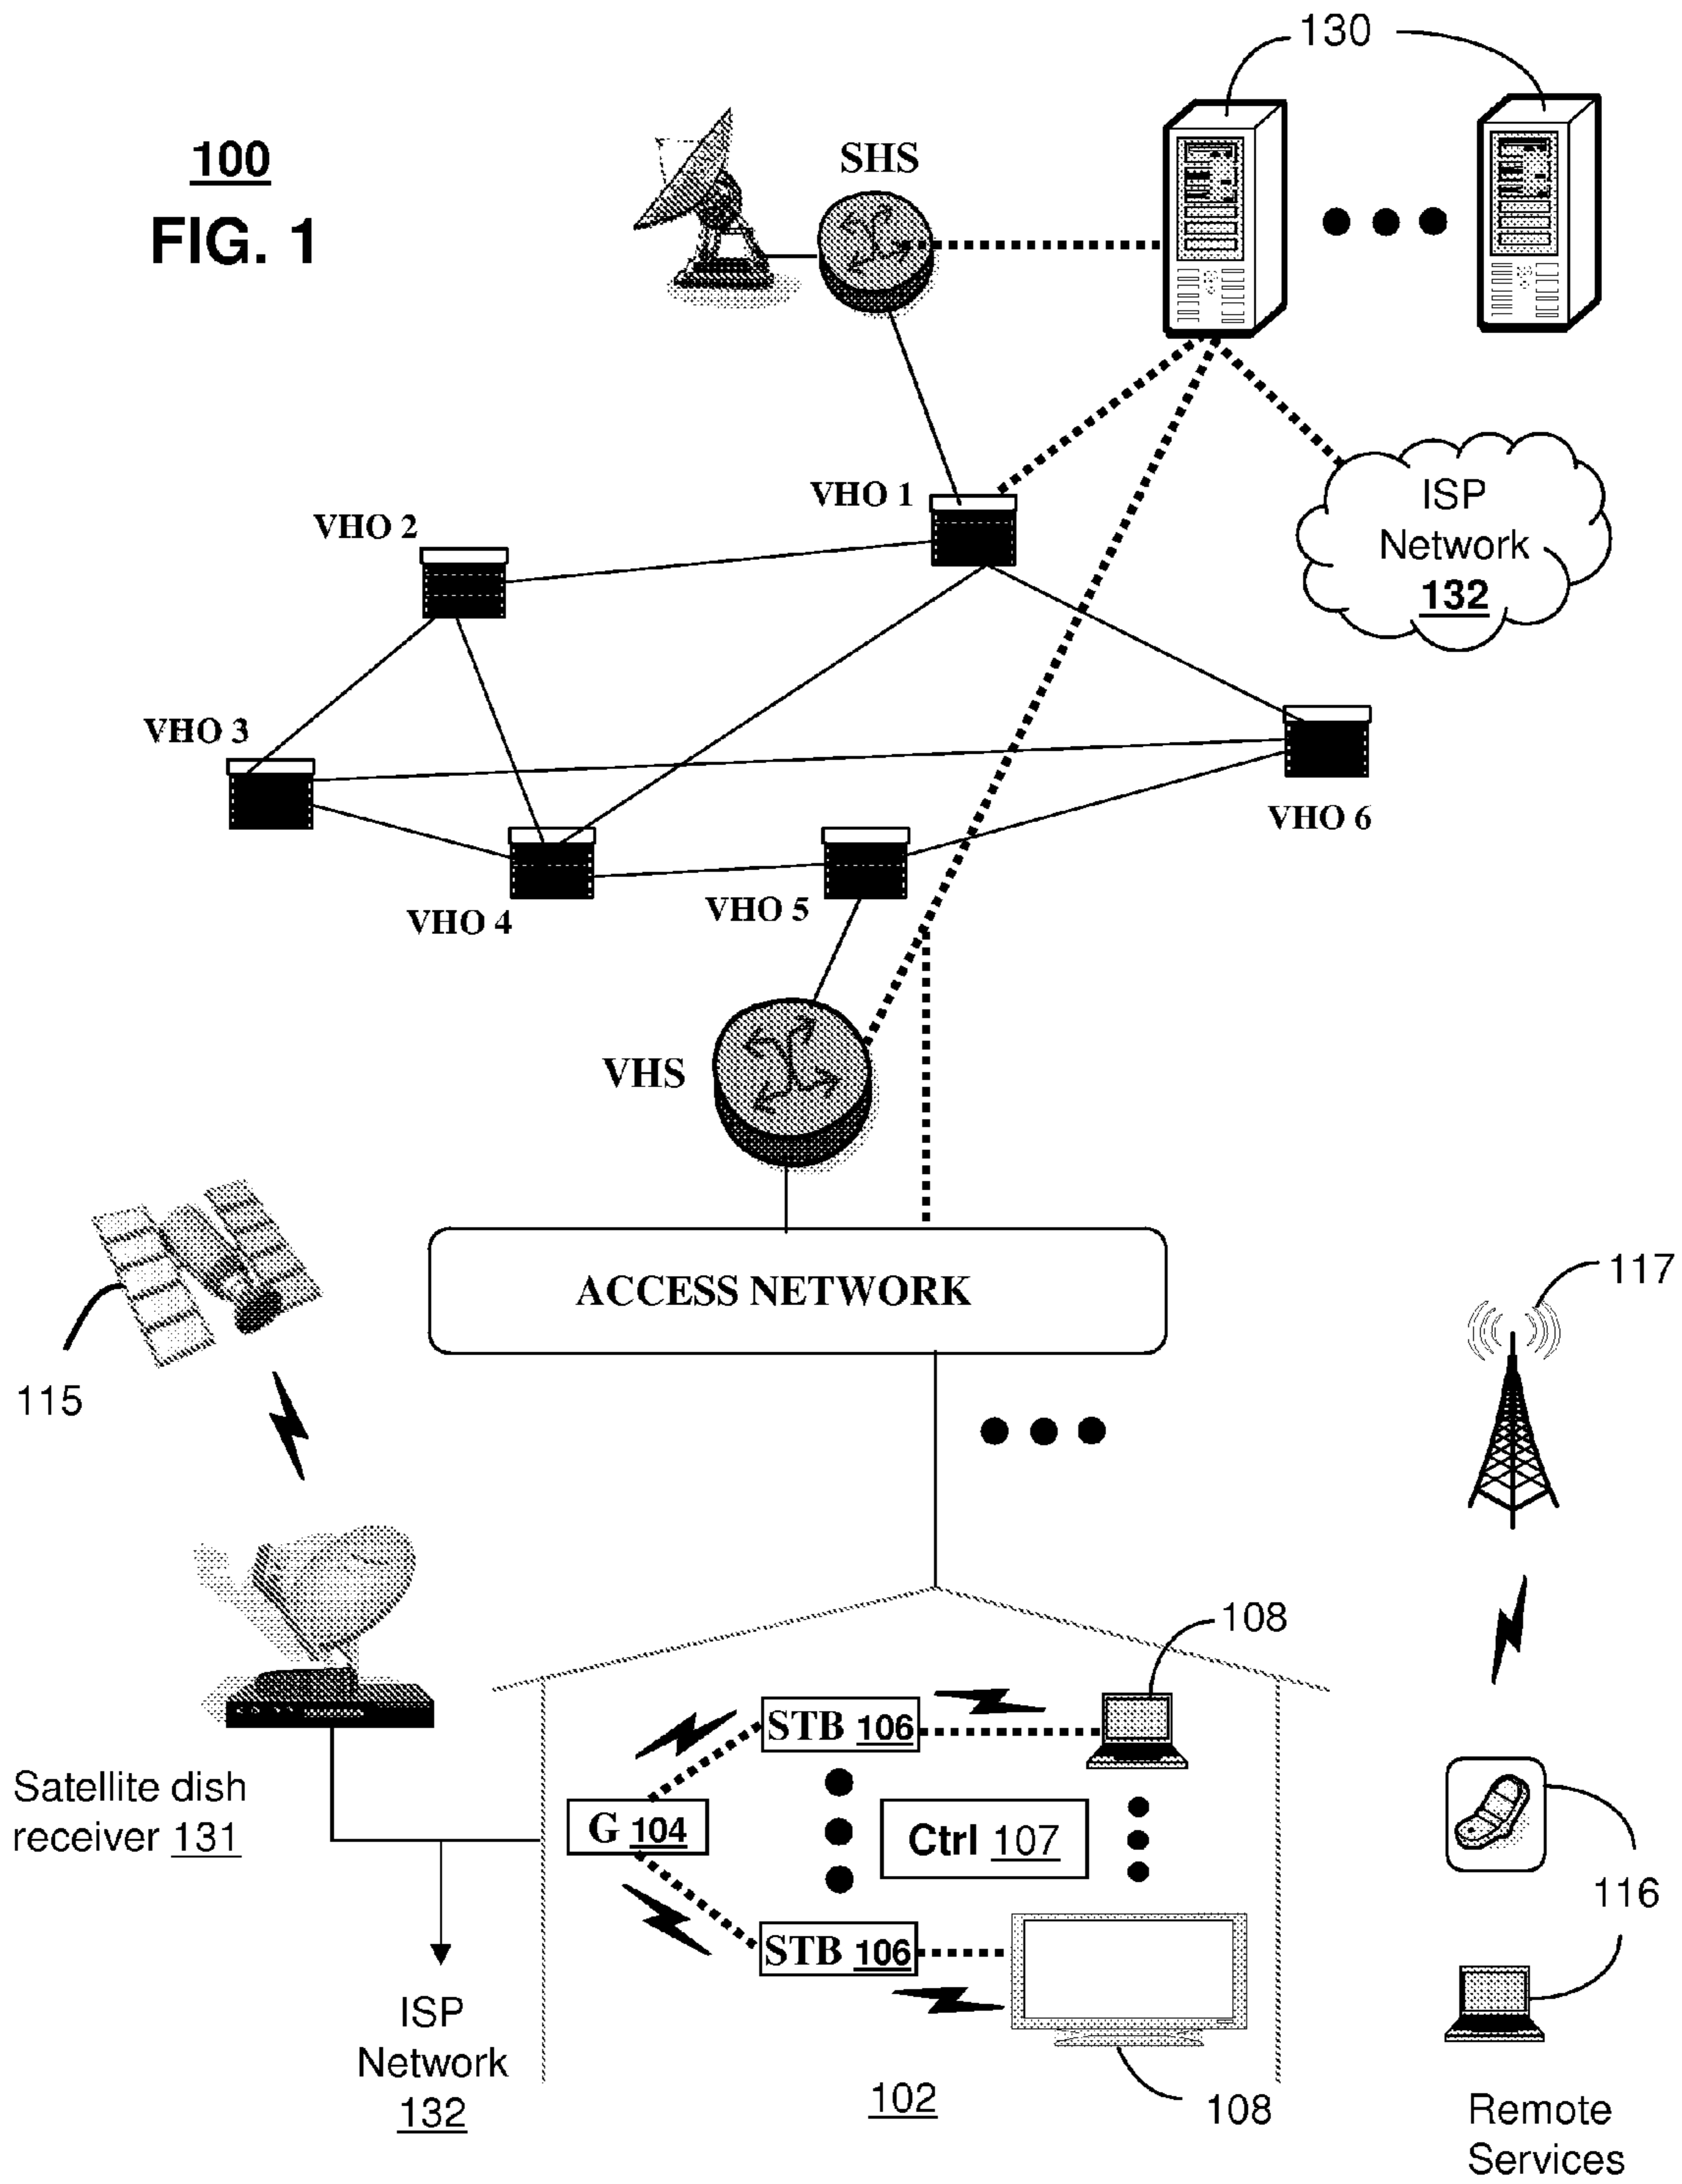 130
100
FIG. 1
SHS
ISP
Network
132
VHO 1
VHO 2
VHO 3
VHO 6
VHO 4
VHO 5
VHS
ACCESS NETWORK
117
115
108
STB 106
Satellite dish
receiver 131
G 104
Ctrl 107
116
STB 106
ISP
Network
132
102
108
Remote
Services